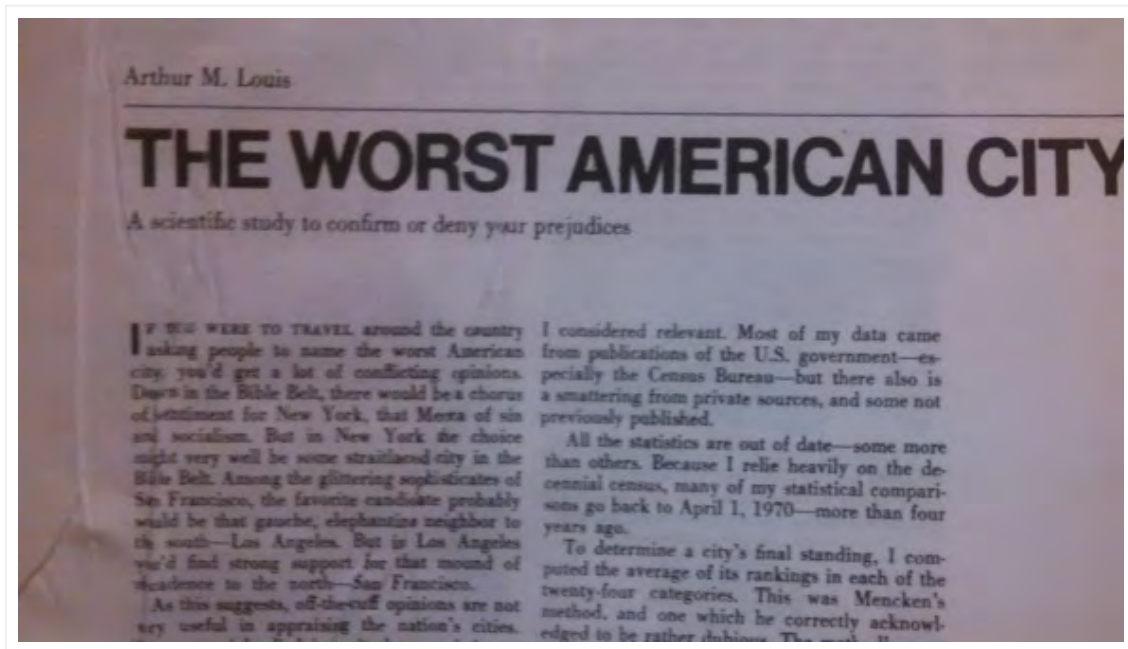 Arthur M. Louis
THE WORST AMERICAN CITY
A scientific study to confirm or deny your prejudices
IF YOU WERE TO TRAVEL around the country
asking people to name the worst American
city, you'd get a lot of conflicting opinions.
Down in the Bible Belt, there would be a chorus
of sentiment for New York, that Mecca of sin
and socialism. But in New York the choice
might very well be some straitlaced city in the
Bible Belt. Among the glittering sophisticates of
San Francisco, the favorite candidate probably
would be that gauche, elephantine neighbor to
the south—Los Angeles. But in Los Angeles
you'd find strong support for that mound of
decadence to the north—San Francisco.
As this suggests, off-the-cuff opinions are not
very useful in appraising the nation's cities.
I considered relevant. Most of my data came
from publications of the U.S. government—es-
pecially the Census Bureau—but there also is
a smattering from private sources, and some not
previously published.
All the statistics are out of date—some more
than others. Because I relie heavily on the de-
cennial census, many of my statistical compari-
sons go back to April 1, 1970—more than four
years ago.
To determine a city's final standing, I com-
puted the average of its rankings in each of the
twenty-four categories. This was Mencken's
method, and one which he correctly acknowl-
edged to be rather dubious. The